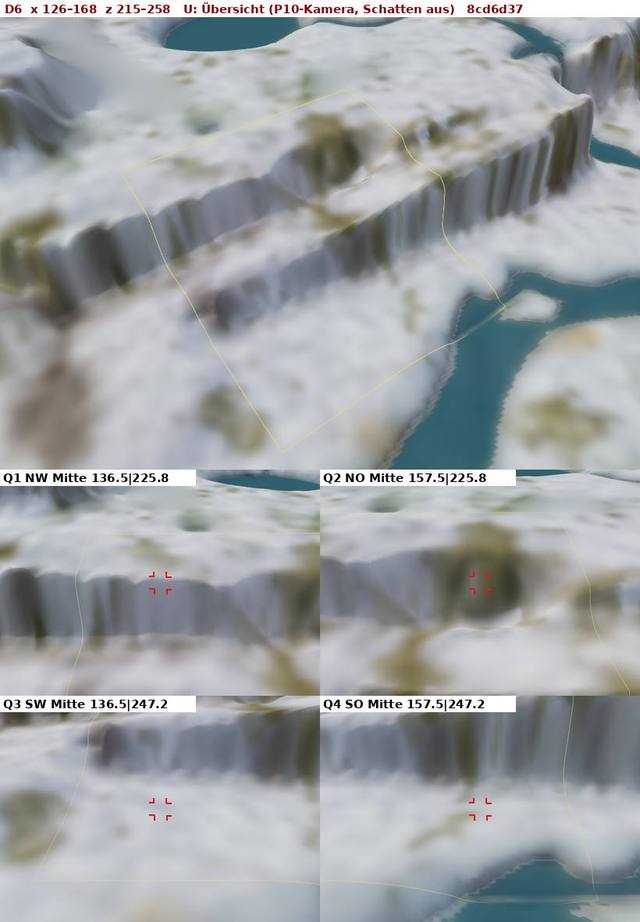 D6 x 126–168 z 215–258 U: Übersicht (P10-Kamera, Schatten aus) 8cd6d37
Q1 NW Mitte 136.5|225.8
Q2 NO Mitte 157.5|225.8
Q3 SW Mitte 136.5|247.2
Q4 SO Mitte 157.5|247.2